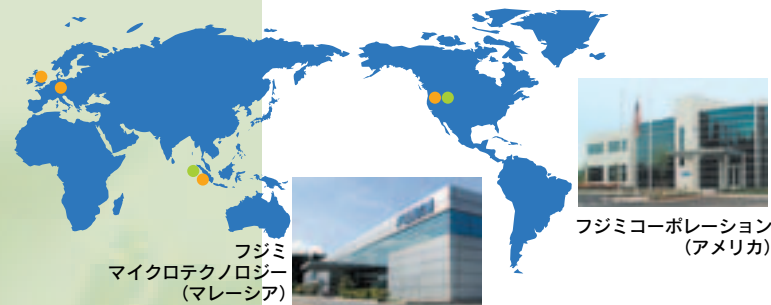 フジミ
マイクロテクノロジー
（マレーシア）
フジミコーポレーション
（アメリカ）